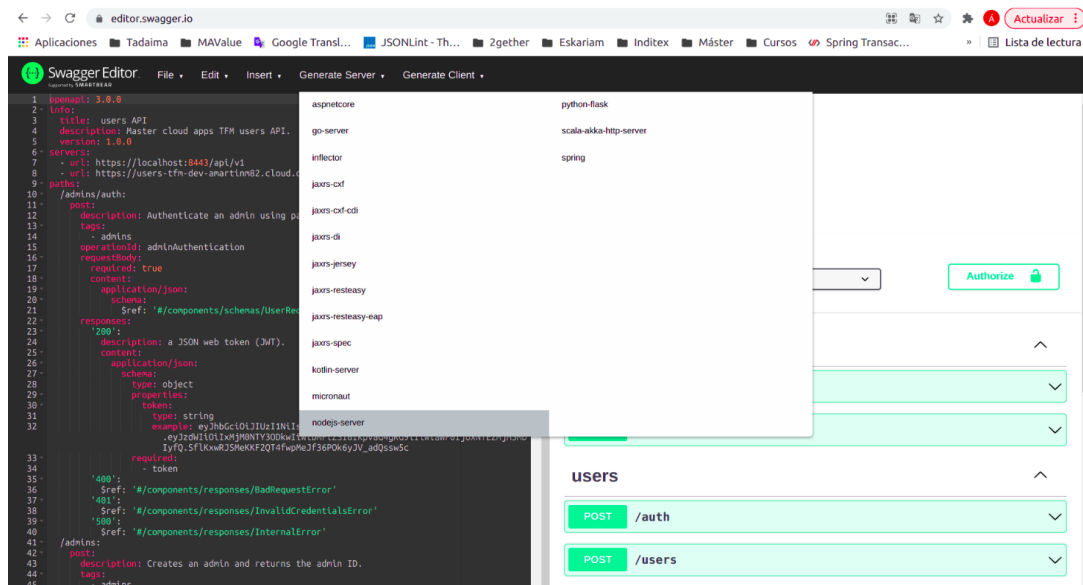 editor.swagger.io
Actualizar
Aplicaciones Tadaima MAValue Google Transl... JSONLint - Th... 2gether Eskariam Inditex Máster Cursos Spring Transac... » Lista de lectura
Swagger Editor.
Supported by SMARTBEAR
File Edit Insert Generate Server Generate Client
1 openapi: 3.0.0
2 info:
3 title: users API
4 description: Master cloud apps TFM users API.
5 version: 1.0.0
6 servers:
7 - url: https://localhost:8443/api/v1
8 - url: https://users-tfm-dev-amartinm82.cloud.
9 paths:
10 /admins/auth:
11 post:
12 description: Authenticate an admin using pa
13 tags:
14 - admins
15 operationId: adminAuthentication
16 requestBody:
17 required: true
18 content:
19 application/json:
20 schema:
21 $ref: '#/components/schemas/UserRec
22 responses:
23 '200':
24 description: a JSON web token (JWT).
25 content:
26 application/json:
27 schema:
28 type: object
29 properties:
30 token:
31 type: string
32 example:
33 required:
34 - token
35 '400':
36 $ref: '#/components/responses/BadRequestError'
37 '401':
38 $ref: '#/components/responses/InvalidCredentialsError'
39 '500':
40 $ref: '#/components/responses/InternalError'
41 /admins:
42 post:
43 description: Creates an admin and returns the admin ID.
44 tags:
45 - admins
aspnetcore
go-server
inflector
jaxrs-cxf
jaxrs-cxf-cdi
jaxrs-di
jaxrs-jersey
jaxrs-resteasy
jaxrs-resteasy-eap
jaxrs-spec
kotlin-server
micronaut
nodejs-server
python-flask
scala-akka-http-server
spring
Authorize
users
POST /auth
POST /users